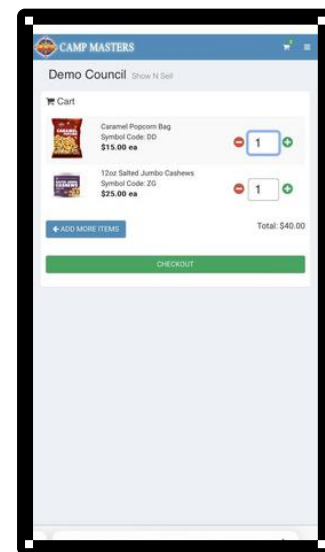 CAMP MASTERS
Demo Council Show N Sell
Cart
Caramel Popcorn Bag
Symbol Code: DD
$15.00 ea
1
12oz Salted Jumbo Cashews
Symbol Code: ZG
$25.00 ea
1
ADD MORE ITEMS
Total: $40.00
CHECKOUT